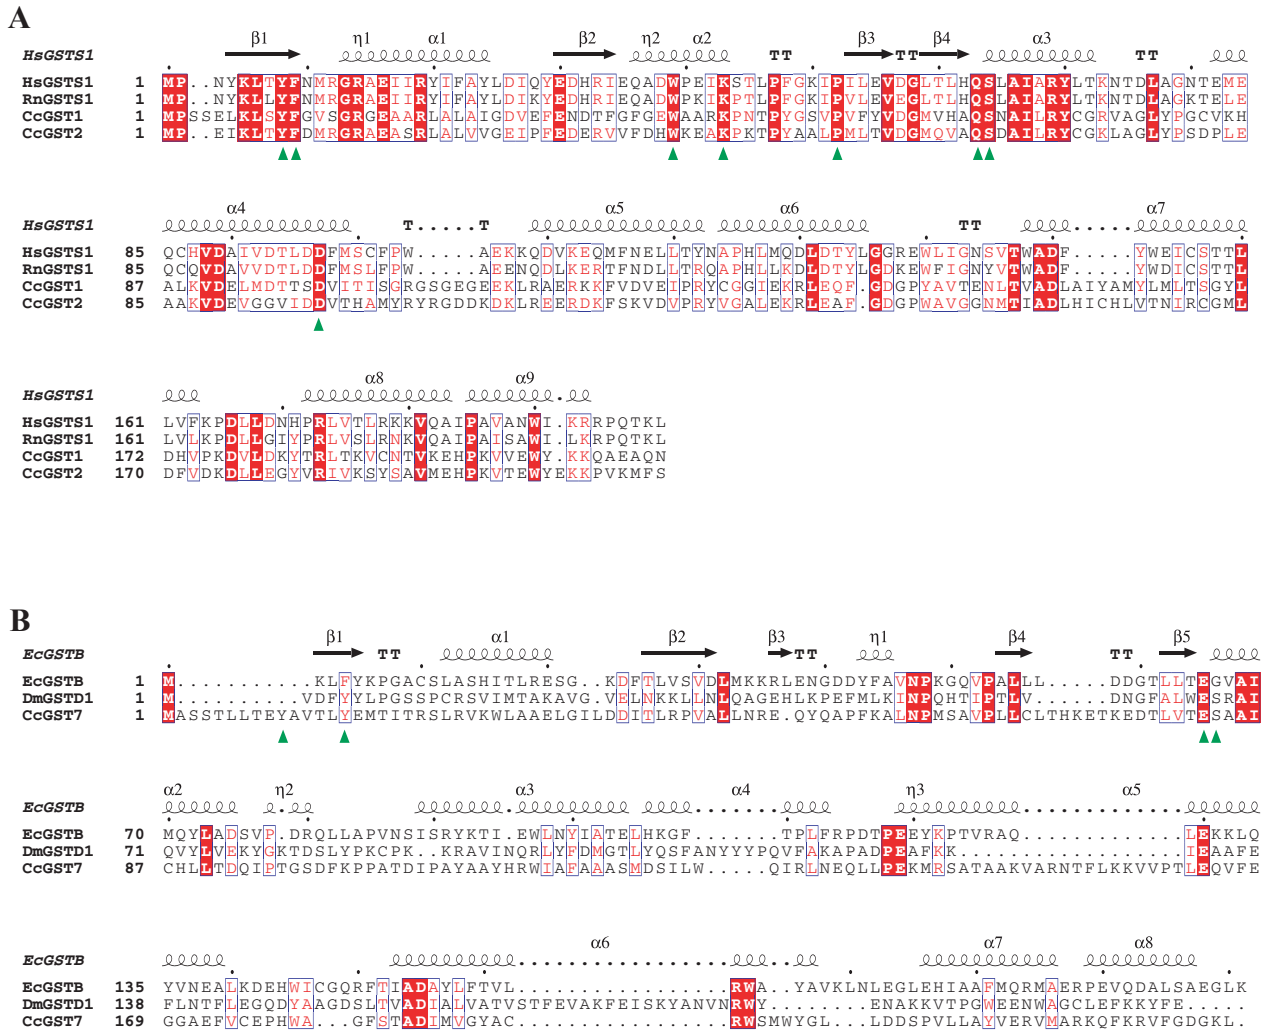 A
β1 η1 α1 β2 η2 α2 TT β3 TT β4 α3 TT
HsGSTS1
HsGSTS1 1 MP..NYKLTYFNMRGRAEIIRYIFAYLDIQYEDHRIEQADWPEIKSTLPFGKIPILEVDGLTLHQSLAIARYLTKNTDLAGNTEME
RnGSTS1 1 MP..NYKLLYFNMRGRAEIIRYIFAYLDIKYEDHRIEQADWPKIKPTLPFGKIPVLEVEGLTLHQSLAIARYLTKNTDLAGKTELE
CcGST1 1 MPSSELKLSYFGVSGRGEAARLALAIGDVEFENDTFGFGEWAARKPNTPYGSVPVLTVDGMVHAQSNAILRYCGRVAGLYPGCVKH
CcGST2 1 MP..EIKLTYFDMRGRAEASRLALVVGEIPFEDERVVFDHWKEAKPKTPYAALPMLTVDGMQVAQSDAILRYCGKLAGLYPSDPLE
α4 T.....T α5 α6 TT α7
HsGSTS1
HsGSTS1 85 QCHVDAIVDTLDDFMSCFPW.....AEKKQDVKEQMFNELLTYNAPHLMQDLDTYLGGREWLIGNSVTWADF.....YWEICSTTL
RnGSTS1 85 QCQVDAVVDTLDDFMSLFPW.....AEENQDLKERTFNDLLTRQAPHLLKDLDTYLGDKEWFIGNYVTWADF.....YWDICSTTL
CcGST1 87 ALKVDELMDTTSDVITISGRGSGEGEEKLRAERKKFVDVEIPRYCGGIEKRLEQF.GDGPYAVTENLTVADLAIYAMYLMLTSGYL
CcGST2 85 AAKVDEVGGVIDDVTHAMYRYRGDDKDKLREERDKFSKVDVPRYVGALEKRLEAF.GDGPWAVGGNMTIADLHICHLVTNIRCGML
α8 α9
HsGSTS1
HsGSTS1 161 LVFKPDLLDNHPRLVTLRKKVQAIPAVANWI.KRRPQTKL
RnGSTS1 161 LVLKPDLLGIYPRLVSLRNKVQAIPAISAWI.LKRPQTKL
CcGST1 172 DHVPKDVLDKYTRLTKVCNTVKEHPKVVEWY.KKQAEAQN
CcGST2 170 DFVDKDLLEGYVRIVKSYSAVMEHPKVTEWYEKKPVKMFS
B
β1 TT α1 β2 β3 TT η1 β4 TT β5
EcGSTB
EcGSTB 1 M...........KLFYKPGACSLASHITLRESG..KDFTLVSVDLMKKRLENGDDYFAVNPKGQVPALLL.....DDGTLLTEGVAI
DmGSTD1 1 M..........VDFYYLPGSSPCRSVIMTAKAVG.VELNKKLLNLQAGEHLKPEFMLKINPQHTIPTLV......DNGFALWESRAI
CcGST7 1 MASSTLLTEYAVTLYEMTITRSLRVKWLAAELGILDDITLRPVALLNRE.QYQAPFKALNPMSAVPLLCLTHKETKEDTLVTESAAI
α2 η2 α3 α4 η3 α5
EcGSTB
EcGSTB 70 MQYLADSVP.DRQLLAPVNSISRYKTI.EWLNYIATELHKGF.......TPLFRPDTPEEYKPTVRAQ.............LEKKLQ
DmGSTD1 71 QVYLVEKYGKTDSLYPKCPK..KRAVINQRLYFDMGTLYQSFANYYYPQVFAKAPADPEAFKK..................IEAAFE
CcGST7 87 CHLLTDQIPTGSDFKPPATDIPAYAAYHRWIAFAAASMDSILW.....QIRLNEQLLPEKMRSATAAKVARNTFLKKVVPTLEQVFE
α6 α7 α8
EcGSTB
EcGSTB 135 YVNEALKDEHWICGQRFTIADAYLFTVL..................RWA..YAVKLNLEGLEHIAAFMQRMAERPEVQDALSAEGLK
DmGSTD1 138 FLNTFLEGQDYAAGDSLTVADIALVATVSTFEVAKFEISKYANVNRWY.........ENAKKVTPGWEENWAGCLEFKKYFE.....
CcGST7 169 GGAEFVCEPHWA...GFSTADIMVGYAC..................RWSMWYGL...LDDSPVLLAYVERVMARKQFKRVFGDGKL.